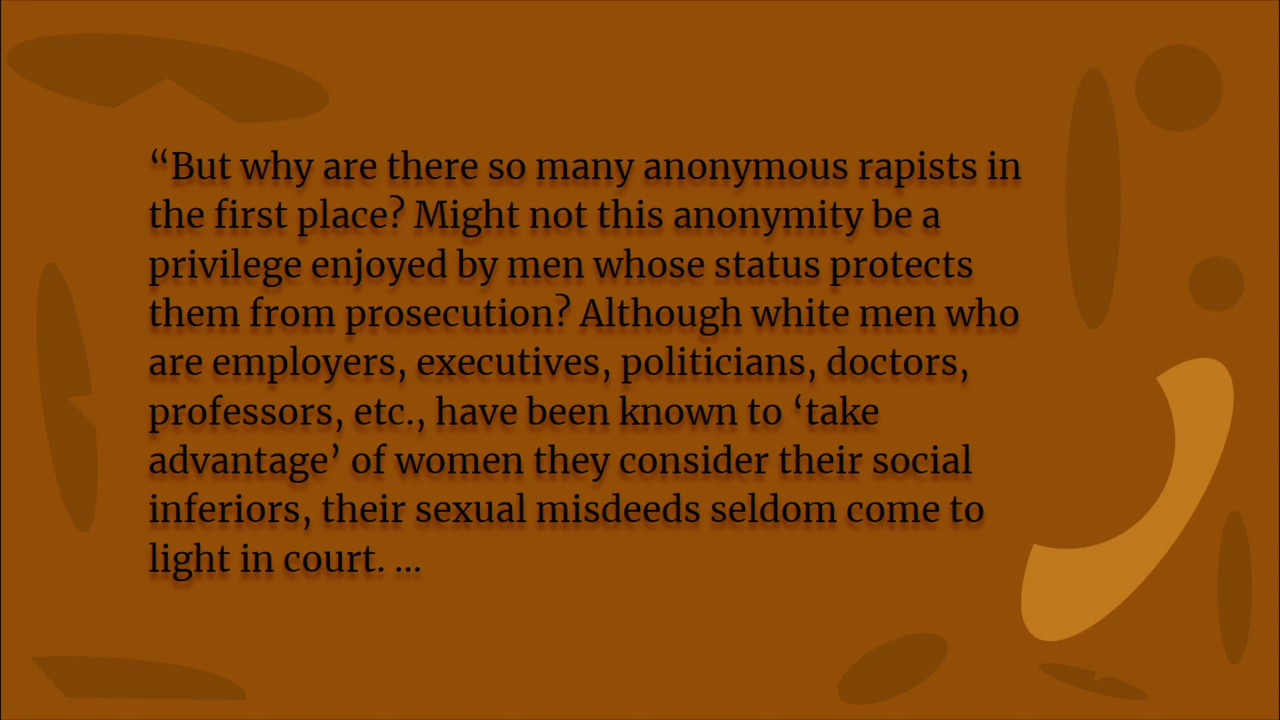 “But why are there so many anonymous rapists in
the first place? Might not this anonymity be a
privilege enjoyed by men whose status protects
them from prosecution? Although white men who
are employers, executives, politicians, doctors,
professors, etc., have been known to ‘take
advantage’ of women they consider their social
inferiors, their sexual misdeeds seldom come to
light in court. ...